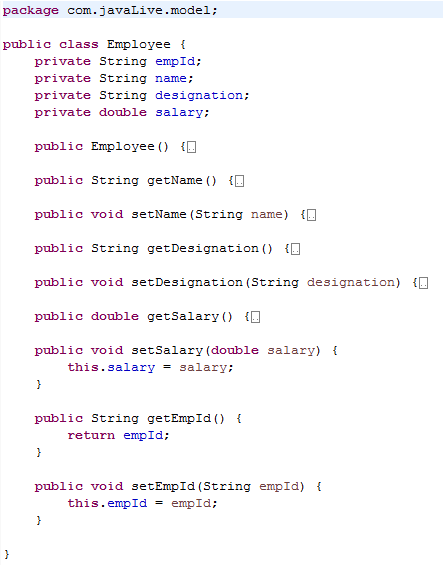 package com.javaLive.model;
public class Employee {
private String empId;
private String name;
private String designation;
private double salary;
public Employee() {..
public String getName() {..
public void setName(String name) {..
public String getDesignation() {..
public void setDesignation(String designation) {..
public double getSalary() {..
public void setSalary(double salary) {
this.salary = salary;
}
public String getEmpId() {
return empId;
}
public void setEmpId(String empId) {
this.empId = empId;
}
}